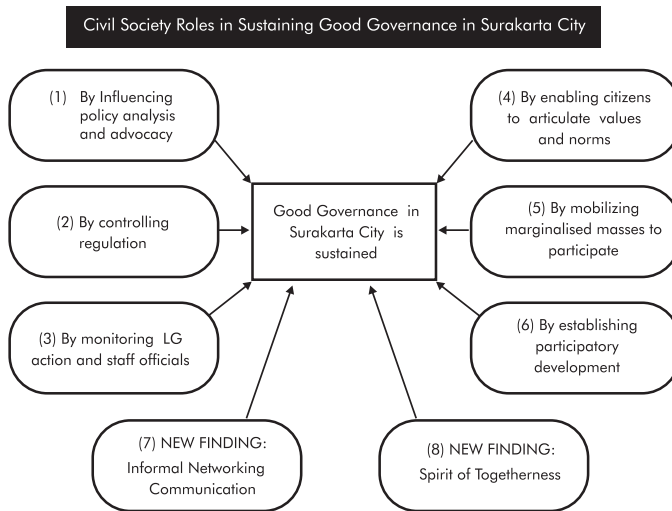 Civil Society Roles in Sustaining Good Governance in Surakarta City
(1) By Influencing
policy analysis
and advocacy
(2) By controlling
regulation
(3) By monitoring LG
action and staff officials
(4) By enabling citizens
to articulate values
and norms
(5) By mobilizing
marginalised masses to
participate
(6) By establishing
participatory
development
Good Governance in
Surakarta City is
sustained
(7) NEW FINDING:
Informal Networking
Communication
(8) NEW FINDING:
Spirit of Togetherness